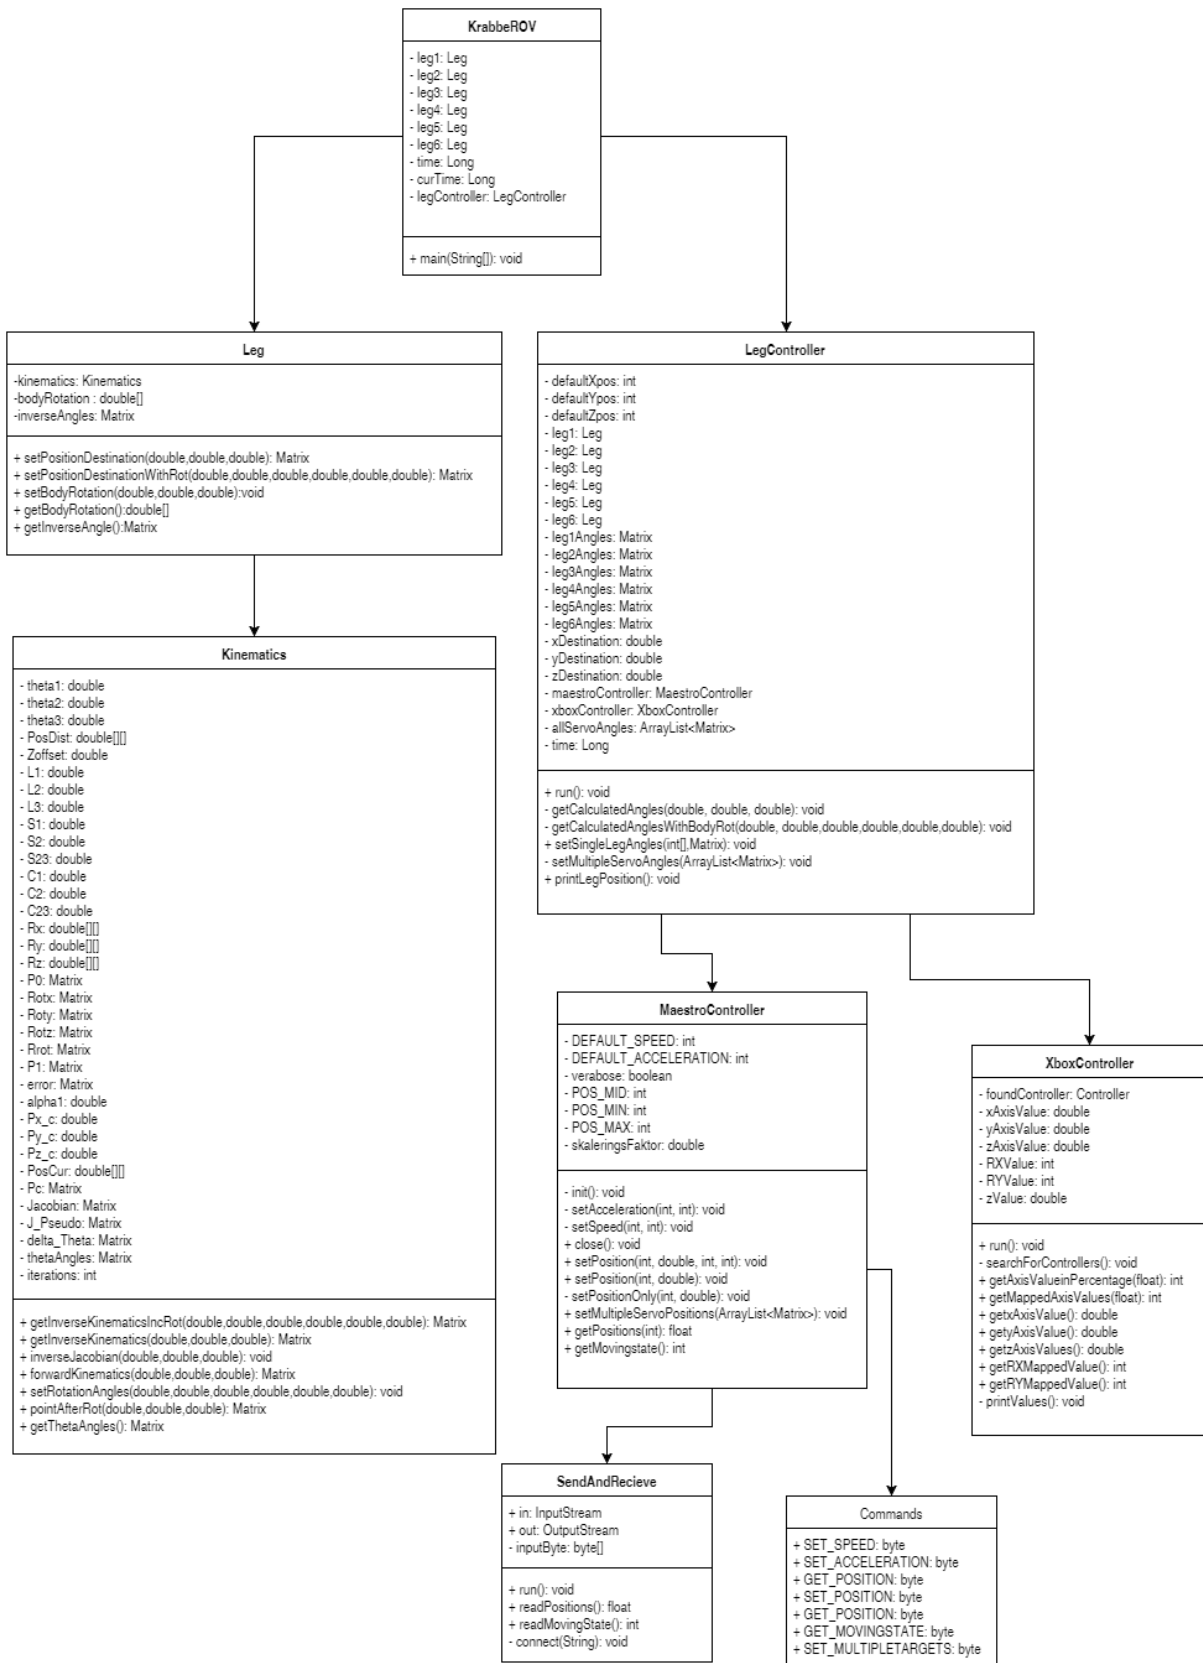 KrabbeROV
- leg1: Leg
- leg2: Leg
- leg3: Leg
- leg4: Leg
- leg5: Leg
- leg6: Leg
- time: Long
- curTime: Long
- legController: LegController
+ main(String[]): void
Leg
-kinematics: Kinematics
-bodyRotation : double[]
-inverseAngles: Matrix
+ setPositionDestination(double,double,double): Matrix
+ setPositionDestinationWithRot(double,double,double,double,double,double): Matrix
+ setBodyRotation(double,double,double):void
+ getBodyRotation():double[]
+ getInverseAngle():Matrix
LegController
- defaultXpos: int
- defaultYpos: int
- defaultZpos: int
- leg1: Leg
- leg2: Leg
- leg3: Leg
- leg4: Leg
- leg5: Leg
- leg6: Leg
- leg1Angles: Matrix
- leg2Angles: Matrix
- leg3Angles: Matrix
- leg4Angles: Matrix
- leg5Angles: Matrix
- leg6Angles: Matrix
- xDestination: double
- yDestination: double
- zDestination: double
- maestroController: MaestroController
- xboxController: XboxController
- allServoAngles: ArrayList<Matrix>
- time: Long
+ run(): void
- getCalculatedAngles(double, double, double): void
- getCalculatedAnglesWithBodyRot(double, double,double,double,double,double): void
+ setSingleLegAngles(int[],Matrix): void
- setMultipleServoAngles(ArrayList<Matrix>): void
+ printLegPosition(): void
Kinematics
- theta1: double
- theta2: double
- theta3: double
- PosDist: double[][]
- Zoffset: double
- L1: double
- L2: double
- L3: double
- S1: double
- S2: double
- S23: double
- C1: double
- C2: double
- C23: double
- Rx: double[][]
- Ry: double[][]
- Rz: double[][]
- P0: Matrix
- Rotx: Matrix
- Roty: Matrix
- Rotz: Matrix
- Rrot: Matrix
- P1: Matrix
- error: Matrix
- alpha1: double
- Px_c: double
- Py_c: double
- Pz_c: double
- PosCur: double[][]
- Pc: Matrix
- Jacobian: Matrix
- J_Pseudo: Matrix
- delta_Theta: Matrix
- thetaAngles: Matrix
- iterations: int
+ getInverseKinematicsIncRot(double,double,double,double,double,double): Matrix
+ getInverseKinematics(double,double,double): Matrix
+ inverseJacobian(double,double,double): void
+ forwardKinematics(double,double,double): Matrix
+ setRotationAngles(double,double,double,double,double,double): void
+ pointAfterRot(double,double,double): Matrix
+ getThetaAngles(): Matrix
MaestroController
- DEFAULT_SPEED: int
- DEFAULT_ACCELERATION: int
- verabose: boolean
- POS_MID: int
- POS_MIN: int
- POS_MAX: int
- skaleringsFaktor: double
- init(): void
- setAcceleration(int, int): void
- setSpeed(int, int): void
+ close(): void
+ setPosition(int, double, int, int): void
+ setPosition(int, double): void
- setPositionOnly(int, double): void
+ setMultipleServoPositions(ArrayList<Matrix>): void
+ getPositions(int): float
+ getMovingstate(): int
XboxController
- foundController: Controller
- xAxisValue: double
- yAxisValue: double
- zAxisValue: double
- RXValue: int
- RYValue: int
- zValue: double
+ run(): void
- searchForControllers(): void
+ getAxisValueinPercentage(float): int
+ getMappedAxisValues(float): int
+ getxAxisValue(): double
+ getyAxisValue(): double
+ getzAxisValues(): double
+ getRXMappedValue(): int
+ getRYMappedValue(): int
- printValues(): void
SendAndRecieve
+ in: InputStream
+ out: OutputStream
- inputByte: byte[]
+ run(): void
+ readPositions(): float
+ readMovingState(): int
- connect(String): void
Commands
+ SET_SPEED: byte
+ SET_ACCELERATION: byte
+ GET_POSITION: byte
+ SET_POSITION: byte
+ GET_POSITION: byte
+ GET_MOVINGSTATE: byte
+ SET_MULTIPLETARGETS: byte